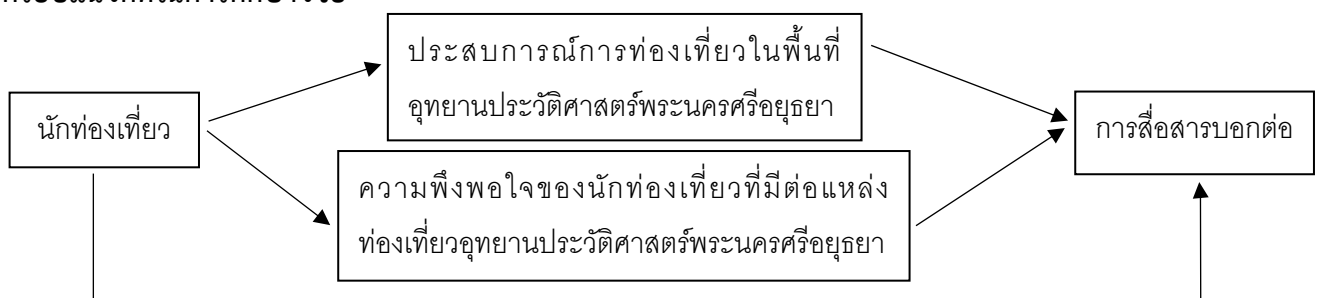 ประสบการณ์การท่องเที่ยวในพื้นที่
อุทยานประวัติศาสตร์พระนครศรีอยุธยา
นักท่องเที่ยว
การสื่อสารบอกต่อ
ความพึงพอใจของนักท่องเที่ยวที่มีต่อแหล่ง
ท่องเที่ยวอุทยานประวัติศาสตร์พระนครศรีอยุธยา